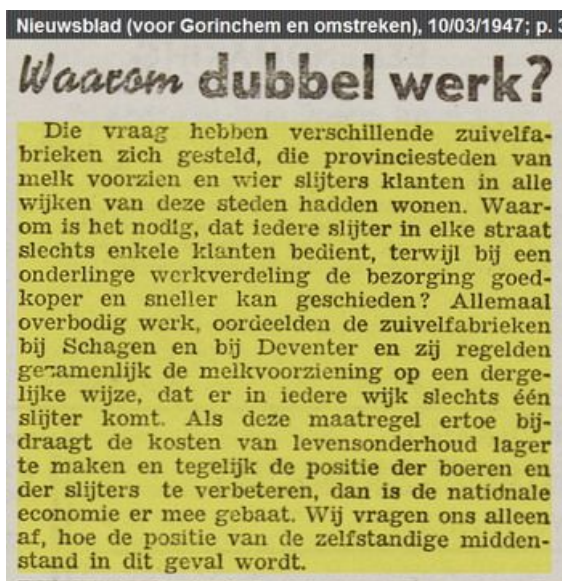 Nieuwsblad (voor Gorinchem en omstreken), 10/03/1947; p. 3
Waarom dubbel werk?
Die vraag hebben verschillende zuivelfa-
brieken zich gesteld, die provinciesteden van
melk voorzien en wier slijters klanten in alle
wijken van deze steden hadden wonen. Waar-
om is het nodig, dat iedere slijter in elke straat
slechts enkele klanten bedient, terwijl bij een
onderlinge werkverdeling de bezorging goed-
koper en sneller kan geschieden? Allemaal
overbodig werk, oordeelden de zuivelfabrieken
bij Schagen en bij Deventer en zij regelden
gezamenlijk de melkvoorziening op een derge-
lijke wijze, dat er in iedere wijk slechts één
slijter komt. Als deze maatregel ertoe bij-
draagt de kosten van levensonderhoud lager
te maken en tegelijk de positie der boeren en
der slijters te verbeteren, dan is de nationale
economie er mee gebaat. Wij vragen ons alleen
af, hoe de positie van de zelfstandige midden-
stand in dit geval wordt.